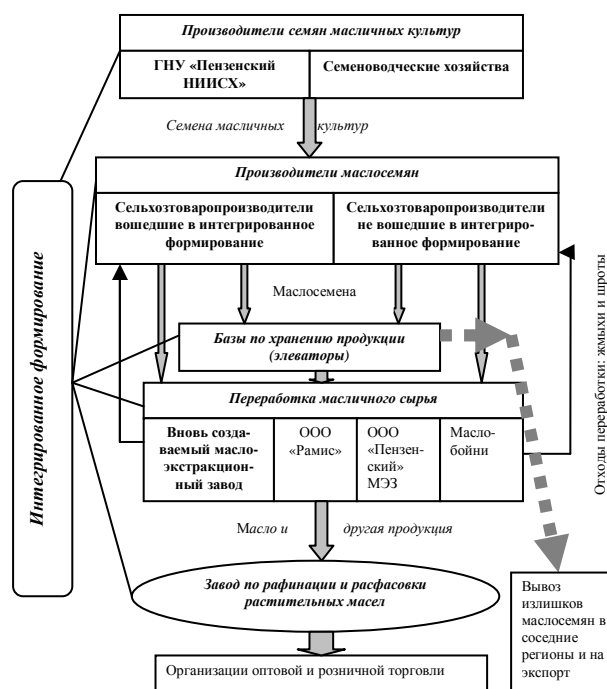 Производители семян масличных культур
ГНУ «Пензенский
НИИСХ»
Семеноводческие хозяйства
Семена масличных культур
Производители маслосемян
Сельхозтоваропроизводители
вошедшие в интегрированное
формирование
Сельхозтоваропроизводители
не вошедшие в интегриро-
ванное формирование
Маслосемена
Базы по хранению продукции
(элеваторы)
Переработка масличного сырья
Вновь созда-
ваемый масло-
экстракцион-
ный завод
ООО
«Рамис»
ООО
«Пензен-
ский»
МЭЗ
Масло-
бойни
Масло и другая продукция
Завод по рафинации и расфасовки
растительных масел
Организации оптовой и розничной торговли
Интегрированное формирование
Отходы переработки: жмыхи и шроты
Вывоз
излишков
маслосемян в
соседние
регионы и на
экспорт